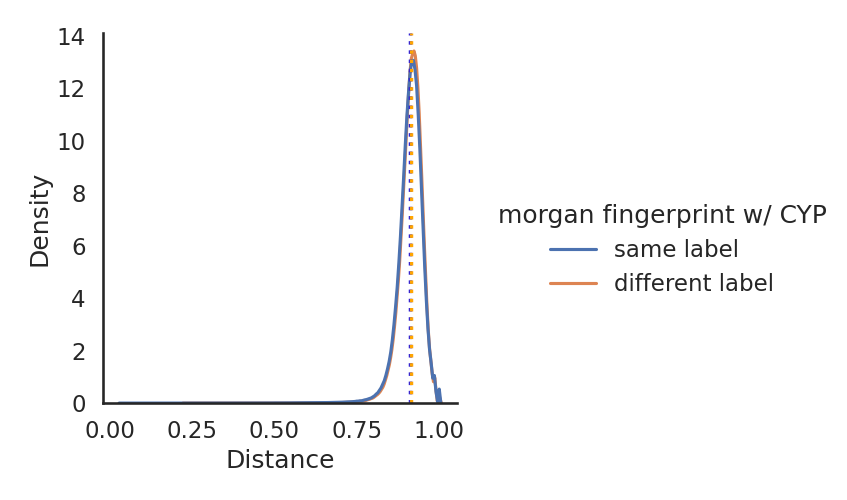 14
12
10
8
6
4
2
0
Density
0.00 0.25 0.50 0.75 1.00
Distance
morgan fingerprint w/ CYP
same label
different label